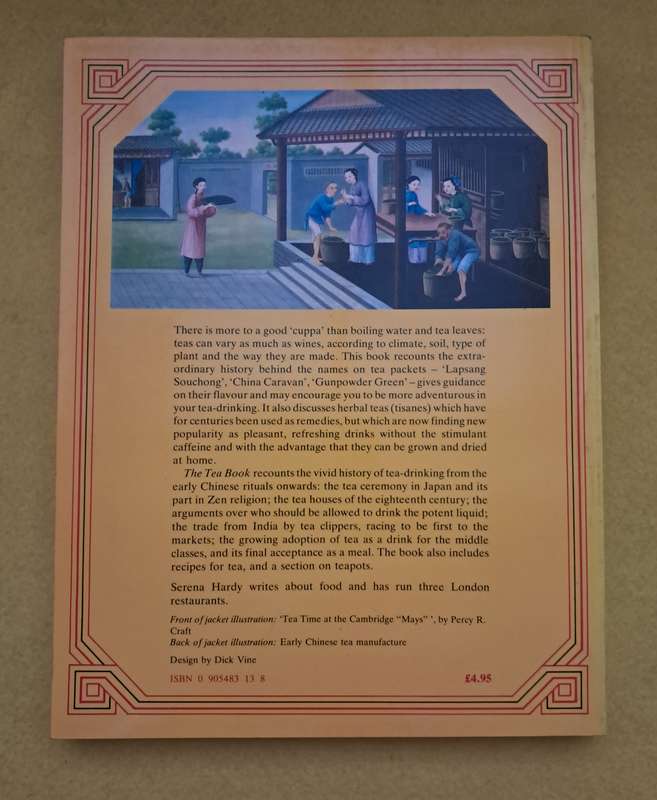 There is more to a good ‘cuppa’ than boiling water and tea leaves:
teas can vary as much as wines, according to climate, soil, type of
plant and the way they are made. This book recounts the extra-
ordinary history behind the names on tea packets – ‘Lapsang
Souchong’, ‘China Caravan’, ‘Gunpowder Green’ – gives guidance
on their flavour and may encourage you to be more adventurous in
your tea-drinking. It also discusses herbal teas (tisanes) which have
for centuries been used as remedies, but which are now finding new
popularity as pleasant, refreshing drinks without the stimulant
caffeine and with the advantage that they can be grown and dried
at home.
The Tea Book recounts the vivid history of tea-drinking from the
early Chinese rituals onwards: the tea ceremony in Japan and its
part in Zen religion; the tea houses of the eighteenth century; the
arguments over who should be allowed to drink the potent liquid;
the trade from India by tea clippers, racing to be first to the
markets; the growing adoption of tea as a drink for the middle
classes, and its final acceptance as a meal. The book also includes
recipes for tea, and a section on teapots.
Serena Hardy writes about food and has run three London
restaurants.
Front of jacket illustration: ‘Tea Time at the Cambridge “Mays” ’, by Percy R.
Craft
Back of jacket illustration: Early Chinese tea manufacture
Design by Dick Vine
ISBN 0 905483 13 8 £4.95